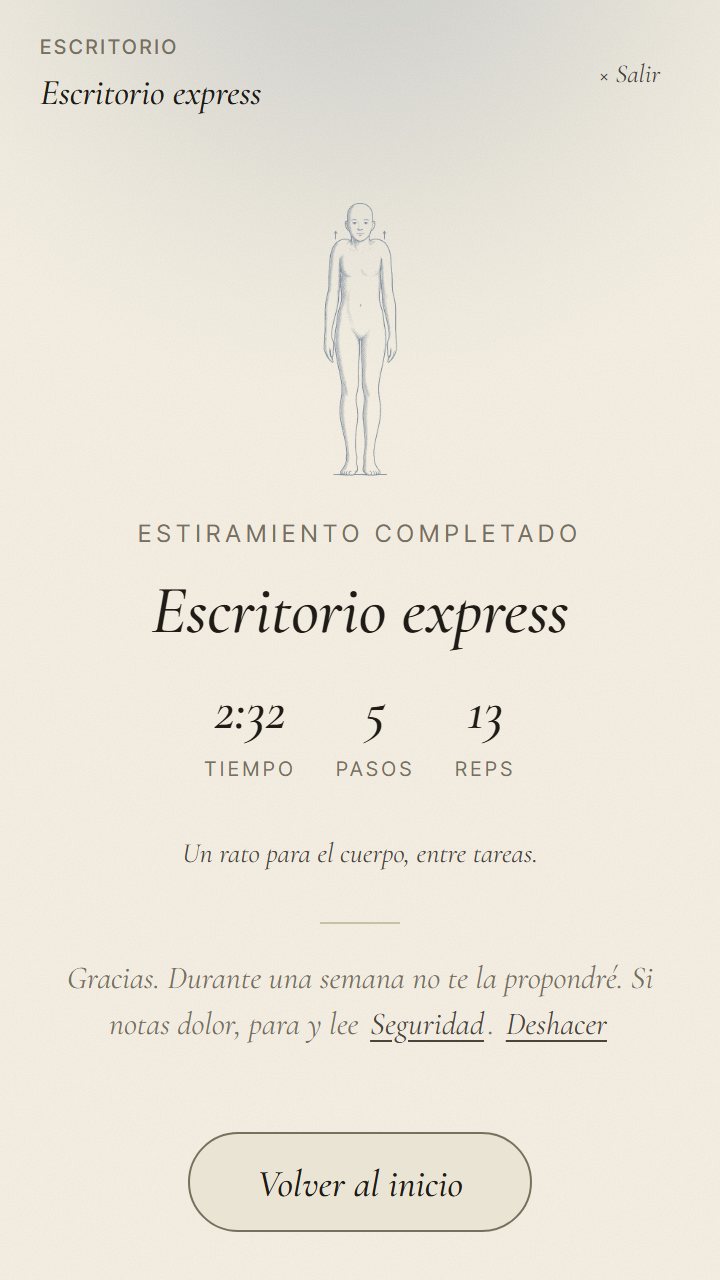 ESCRITORIO
Escritorio express
× Salir
ESTIRAMIENTO COMPLETADO
Escritorio express
2:32 5 13
TIEMPO PASOS REPS
Un rato para el cuerpo, entre tareas.
Gracias. Durante una semana no te la propondré. Si
notas dolor, para y lee Seguridad. Deshacer
Volver al inicio